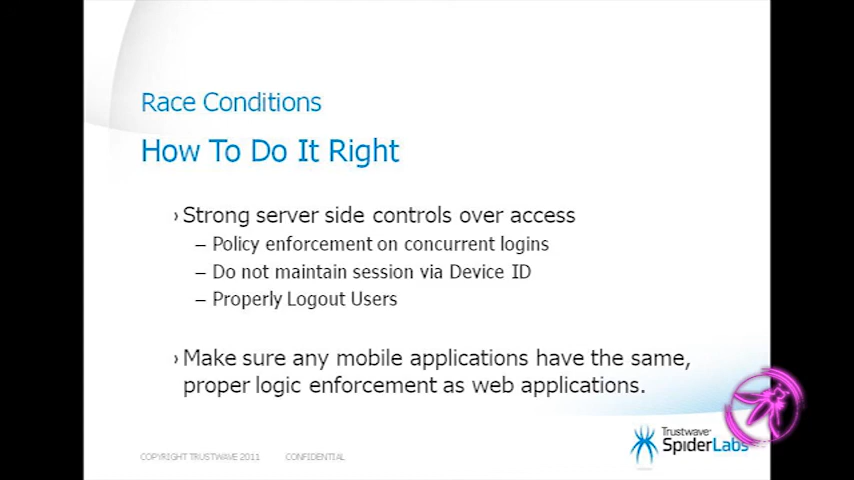 Race Conditions
How To Do It Right
› Strong server side controls over access
– Policy enforcement on concurrent logins
– Do not maintain session via Device ID
– Properly Logout Users
› Make sure any mobile applications have the same,
proper logic enforcement as web applications.
Trustwave®
SpiderLabs
COPYRIGHT TRUSTWAVE 2011 CONFIDENTIAL